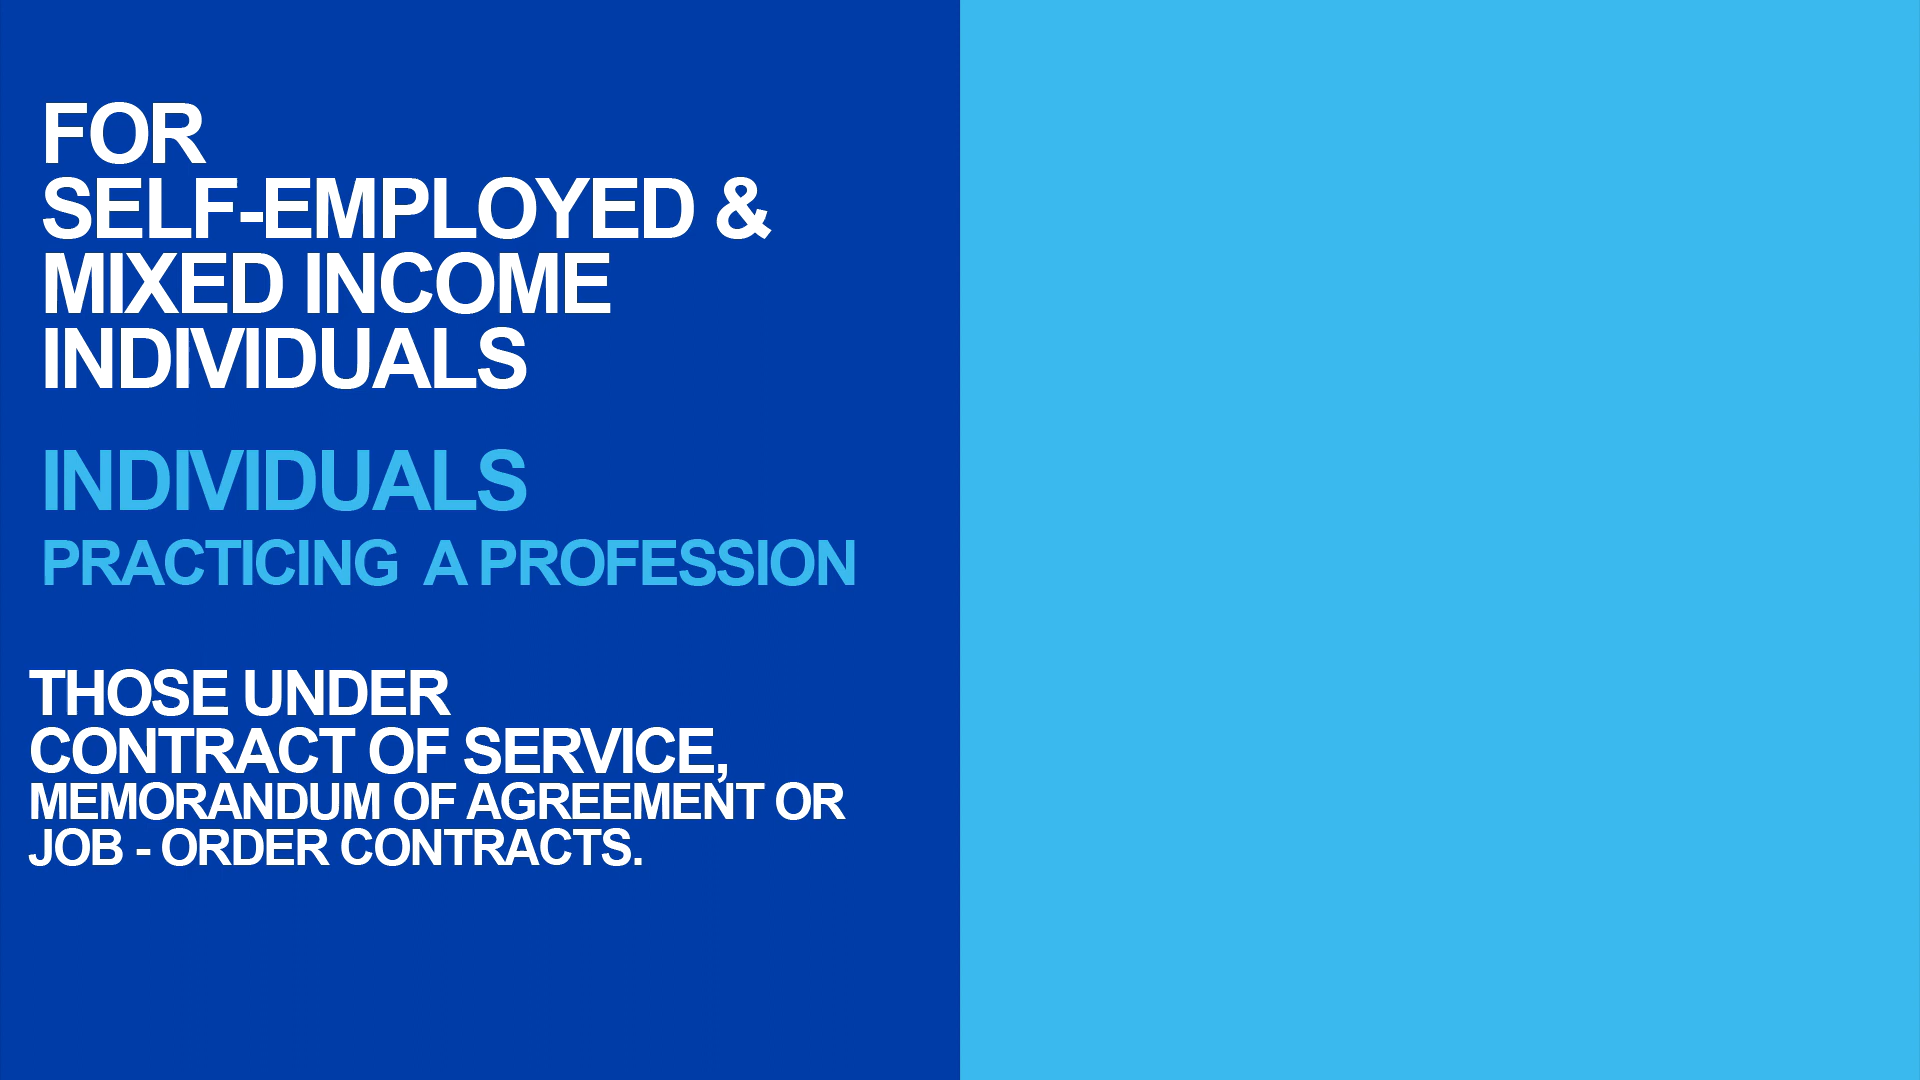 FOR
SELF-EMPLOYED &
MIXED INCOME
INDIVIDUALS
INDIVIDUALS
PRACTICING A PROFESSION
THOSE UNDER
CONTRACT OF SERVICE,
MEMORANDUM OF AGREEMENT OR
JOB - ORDER CONTRACTS.